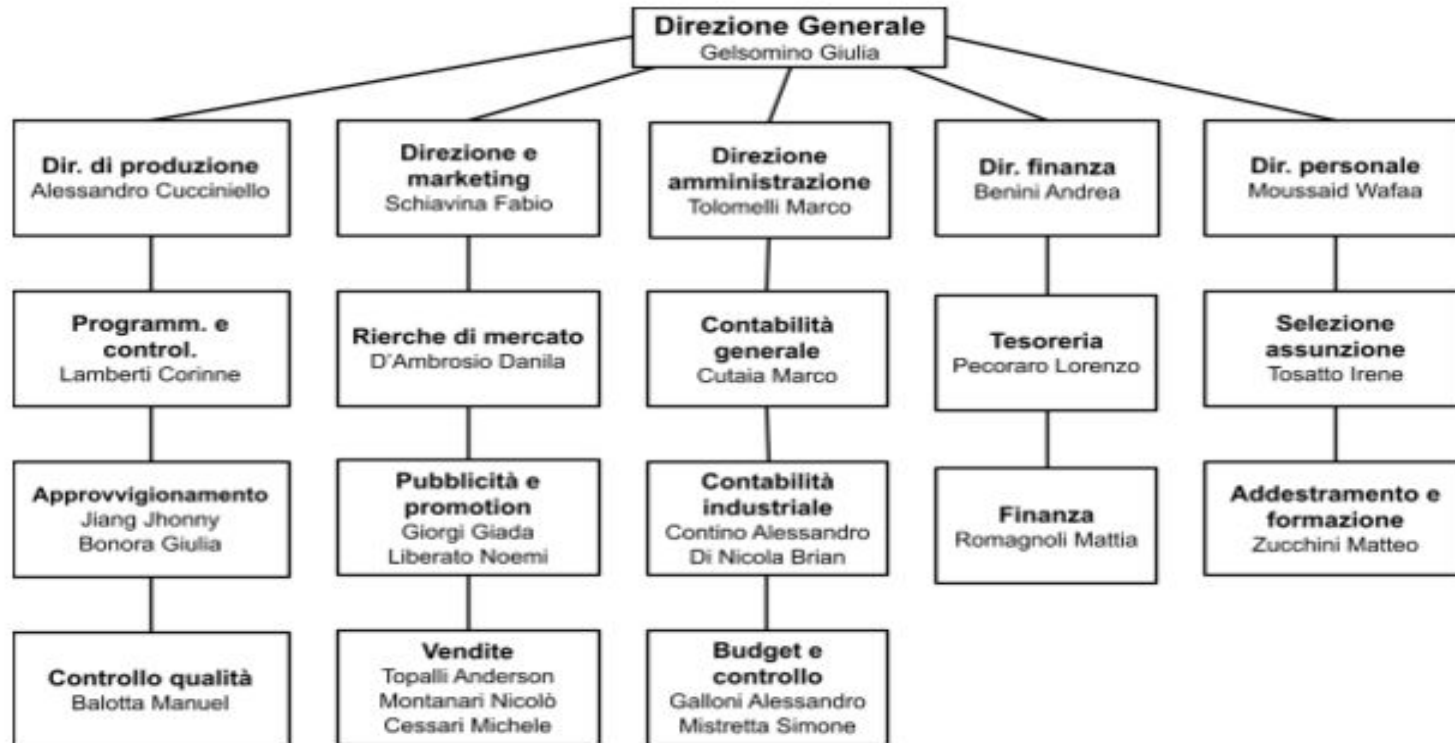 Direzione Generale
Gelsomino Giulia
Dir. di produzione
Alessandro Cucciniello
Direzione e
marketing
Schiavina Fabio
Direzione
amministrazione
Tolomelli Marco
Dir. finanza
Benini Andrea
Dir. personale
Moussaid Wafaa
Programm. e
control.
Lamberti Corinne
Rierche di mercato
D'Ambrosio Danila
Contabilità
generale
Cutaia Marco
Tesoreria
Pecoraro Lorenzo
Selezione
assunzione
Tosatto Irene
Approvvigionamento
Jiang Jhonny
Bonora Giulia
Pubblicità e
promotion
Giorgi Giada
Liberato Noemi
Contabilità
industriale
Contino Alessandro
Di Nicola Brian
Finanza
Romagnoli Mattia
Addestramento e
formazione
Zucchini Matteo
Controllo qualità
Balotta Manuel
Vendite
Topalli Anderson
Montanari Nicolò
Cessari Michele
Budget e
controllo
Galloni Alessandro
Mistretta Simone